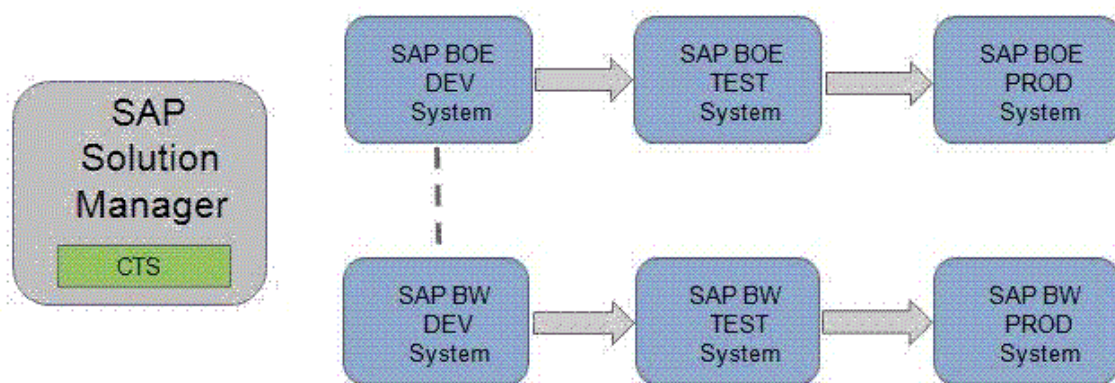 SAP
Solution
Manager
CTS
SAP BOE
DEV
System
SAP BOE
TEST
System
SAP BOE
PROD
System
SAP BW
DEV
System
SAP BW
TEST
System
SAP BW
PROD
System